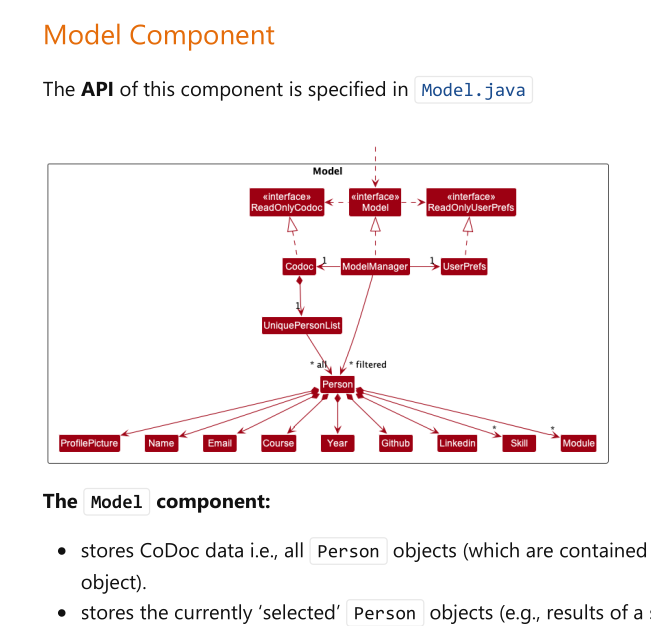 Model Component
The API of this component is specified in Model.java
Model
«interface» ReadOnlyCodoc
«interface» Model
«interface» ReadOnlyUserPrefs
Codoc
1
ModelManager
1
UserPrefs
1
UniquePersonList
* all
* filtered
Person
* *
ProfilePicture Name Email Course Year Github Linkedin Skill Module
The Model component:
• stores CoDoc data i.e., all Person objects (which are contained
object).
• stores the currently ‘selected’ Person objects (e.g., results of a